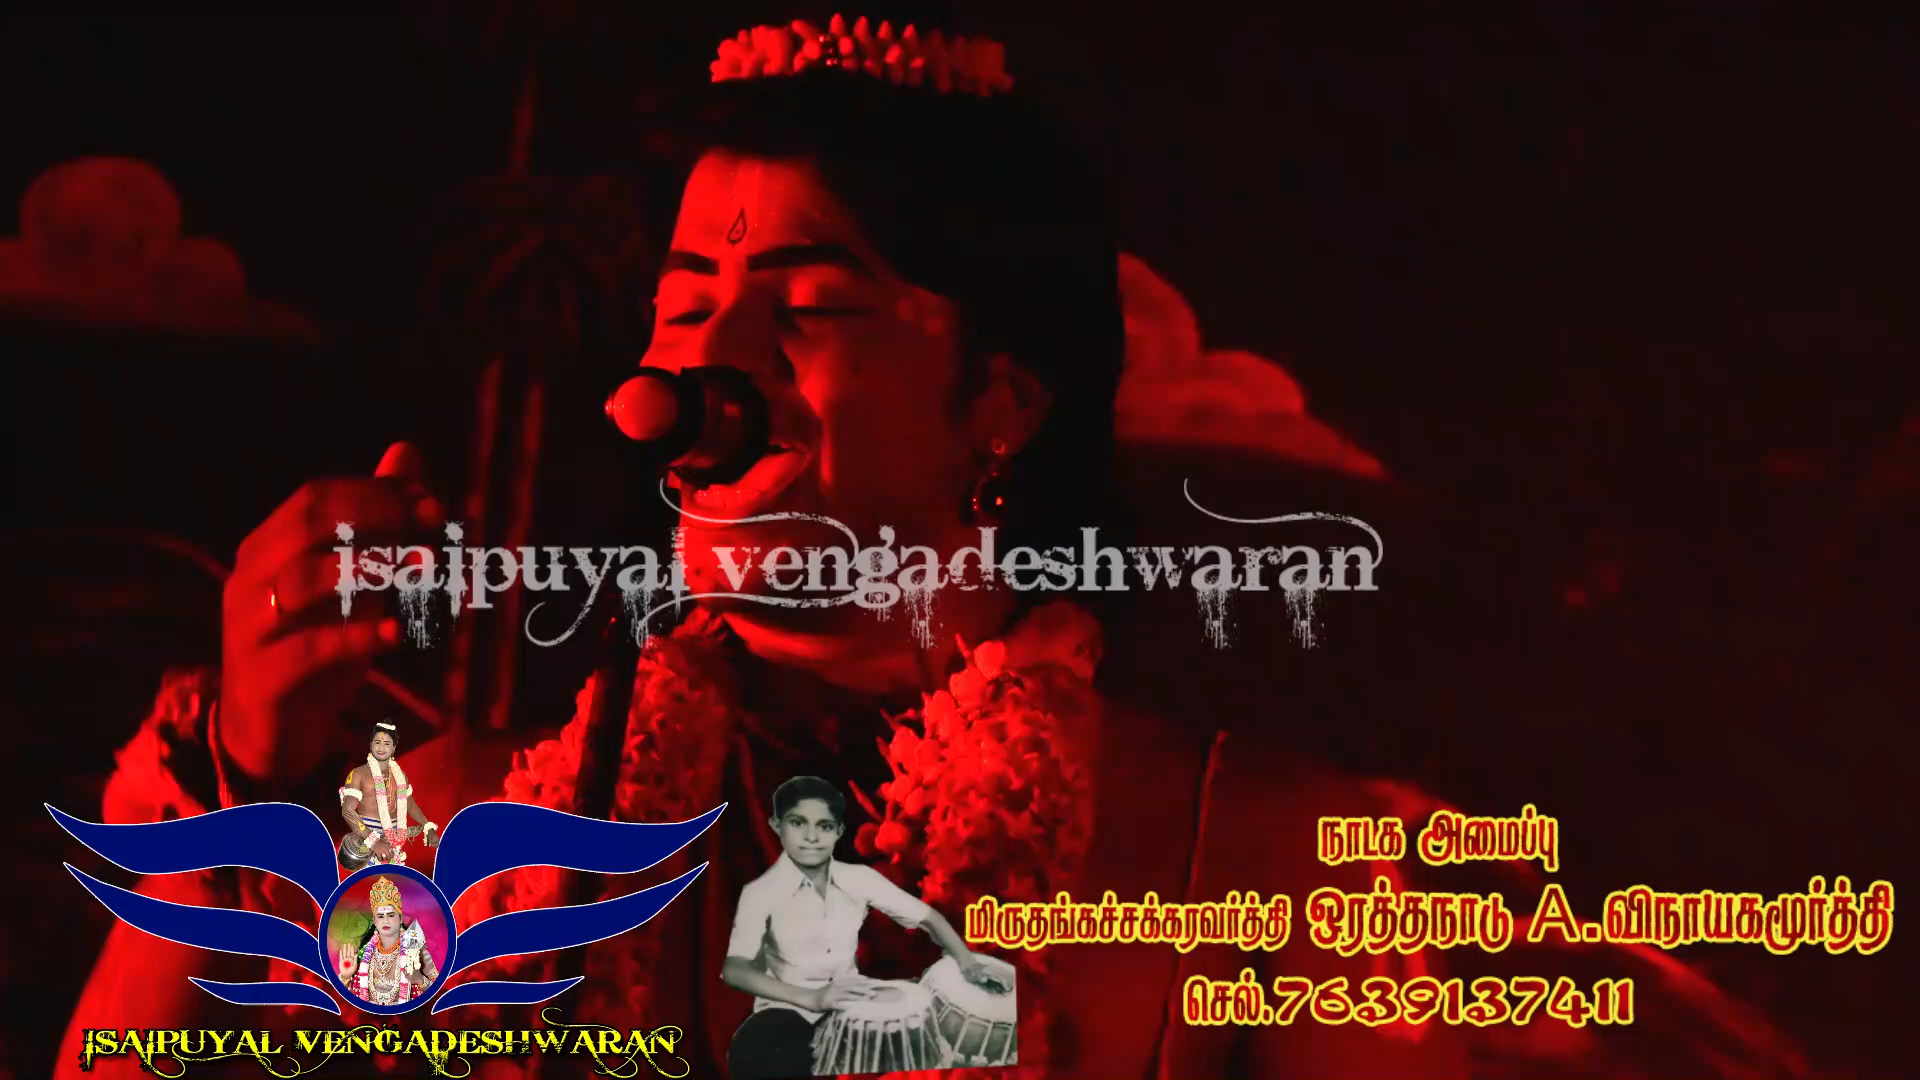 isaipuyal vengadeshwaran
நாடக அமைப்பு
மிருதங்கச்சக்கரவர்த்தி ஒரத்தநாடு A.விநாயகமூர்த்தி
செல்.7639137411
ISAIPUYAL VENGADESHWARAN